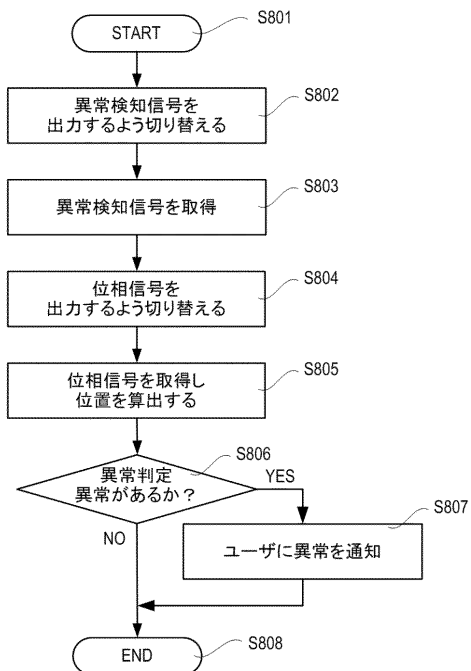 START
S801
異常検知信号を
出力するよう切り替える
S802
異常検知信号を取得
S803
位相信号を
出力するよう切り替える
S804
位相信号を取得し
位置を算出する
S805
異常判定
異常があるか？
S806
YES
NO
ユーザに異常を通知
S807
END
S808